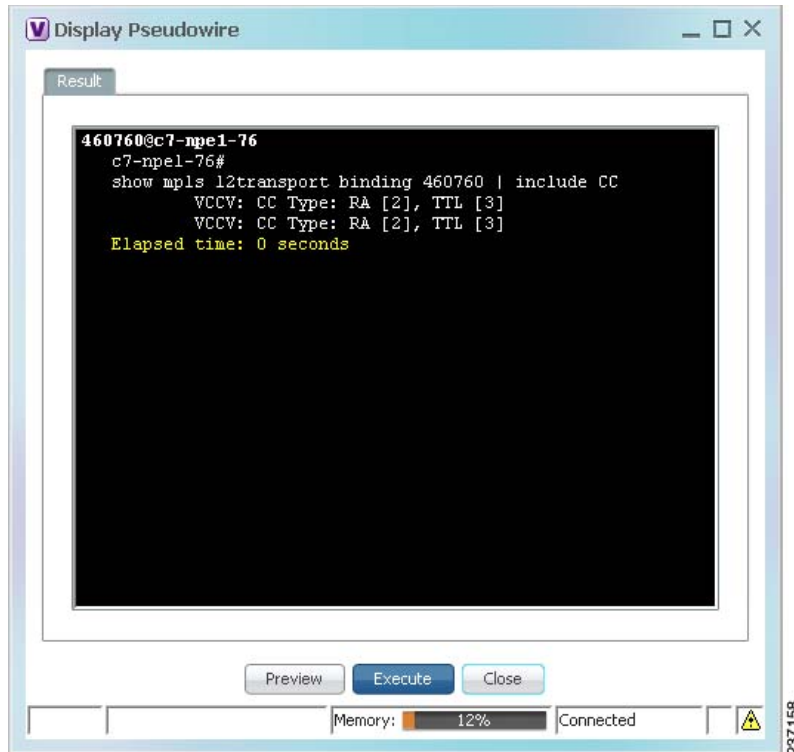 V Display Pseudowire
Result
460760@c7-npe1-76
c7-npe1-76#
show mpls l2transport binding 460760 | include CC
VCCV: CC Type: RA [2], TTL [3]
VCCV: CC Type: RA [2], TTL [3]
Elapsed time: 0 seconds
Preview Execute Close
Memory: 12% Connected